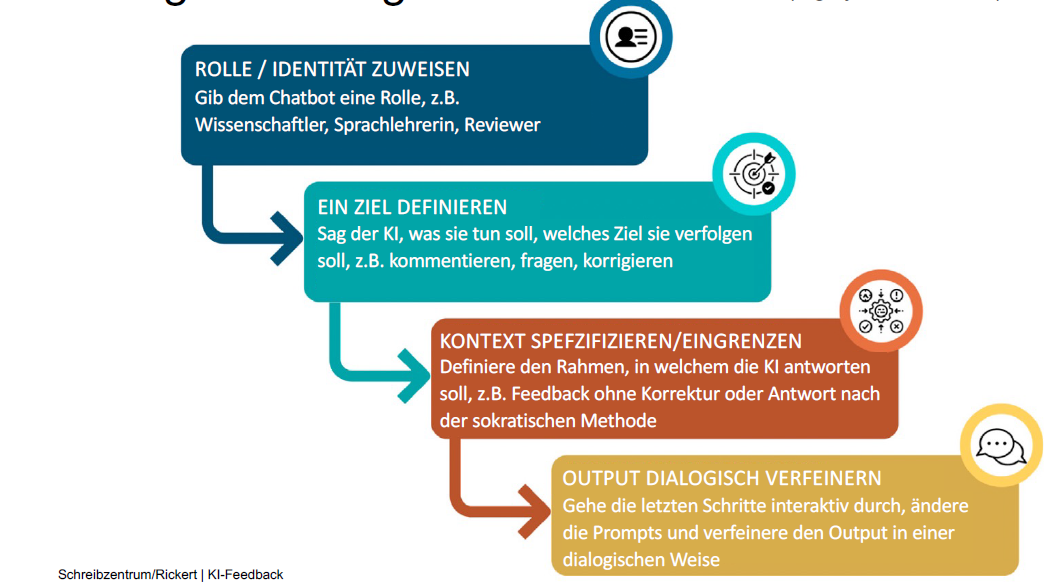 ROLLE / IDENTITÄT ZUWEISEN
Gib dem Chatbot eine Rolle, z.B.
Wissenschaftler, Sprachlehrerin, Reviewer
EIN ZIEL DEFINIEREN
Sag der KI, was sie tun soll, welches Ziel sie verfolgen
soll, z.B. kommentieren, fragen, korrigieren
KONTEXT SPEFZIFIZIEREN/EINGRENZEN
Definiere den Rahmen, in welchem die KI antworten
soll, z.B. Feedback ohne Korrektur oder Antwort nach
der sokratischen Methode
OUTPUT DIALOGISCH VERFEINERN
Gehe die letzten Schritte interaktiv durch, ändere
die Prompts und verfeinere den Output in einer
dialogischen Weise
Schreibzentrum/Rickert | KI-Feedback